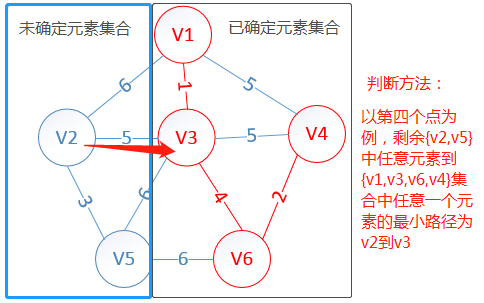 未确定元素集合
已确定元素集合
V1
6
1
5
V2
5
V3
5
V4
3
6
4
2
V5
6
V6
判断方法：
以第四个点为
例，剩余{v2,v5}
中任意元素到
{v1,v3,v6,v4}集
合中任意一个元
素的最小路径为
v2到v3